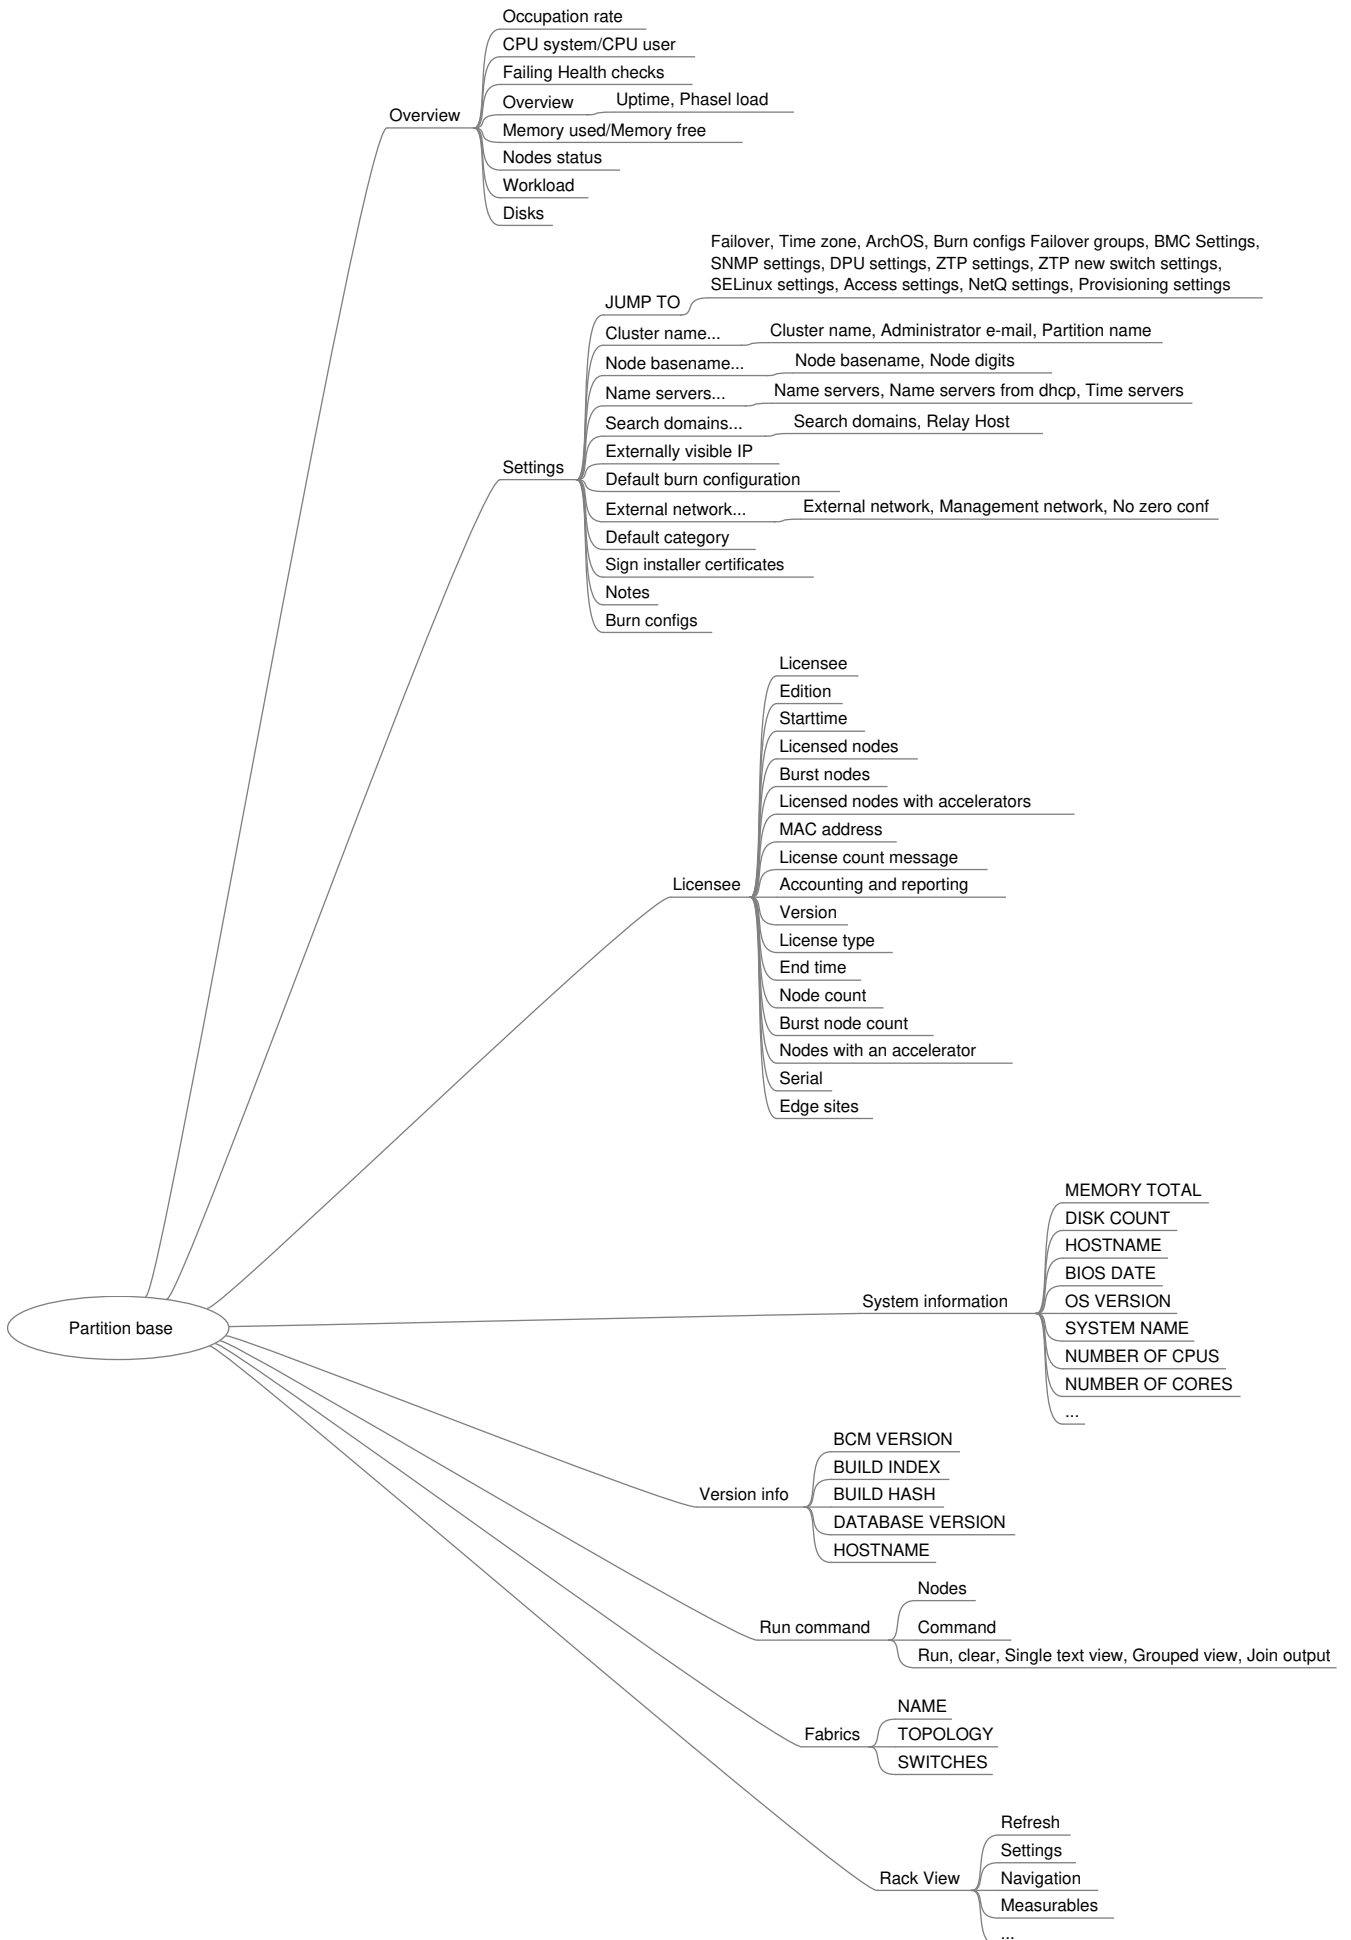 Occupation rate
CPU system/CPU user
Failing Health checks
Overview
Overview
Uptime, Phasel load
Memory used/Memory free
Nodes status
Workload
Disks
Failover, Time zone, ArchOS, Burn configs Failover groups, BMC Settings,
SNMP settings, DPU settings, ZTP settings, ZTP new switch settings,
SELinux settings, Access settings, NetQ settings, Provisioning settings
JUMP TO
Cluster name...
Cluster name, Administrator e-mail, Partition name
Node basename...
Node basename, Node digits
Name servers...
Name servers, Name servers from dhcp, Time servers
Search domains...
Search domains, Relay Host
Externally visible IP
Settings
Default burn configuration
External network...
External network, Management network, No zero conf
Default category
Sign installer certificates
Notes
Burn configs
Licensee
Edition
Starttime
Licensed nodes
Burst nodes
Licensed nodes with accelerators
MAC address
License count message
Licensee
Accounting and reporting
Version
License type
End time
Node count
Burst node count
Nodes with an accelerator
Serial
Edge sites
MEMORY TOTAL
DISK COUNT
HOSTNAME
BIOS DATE
System information
OS VERSION
SYSTEM NAME
NUMBER OF CPUS
NUMBER OF CORES
...
Partition base
BCM VERSION
BUILD INDEX
Version info
BUILD HASH
DATABASE VERSION
HOSTNAME
Nodes
Run command
Command
Run, clear, Single text view, Grouped view, Join output
NAME
Fabrics
TOPOLOGY
SWITCHES
Refresh
Settings
Rack View
Navigation
Measurables
...